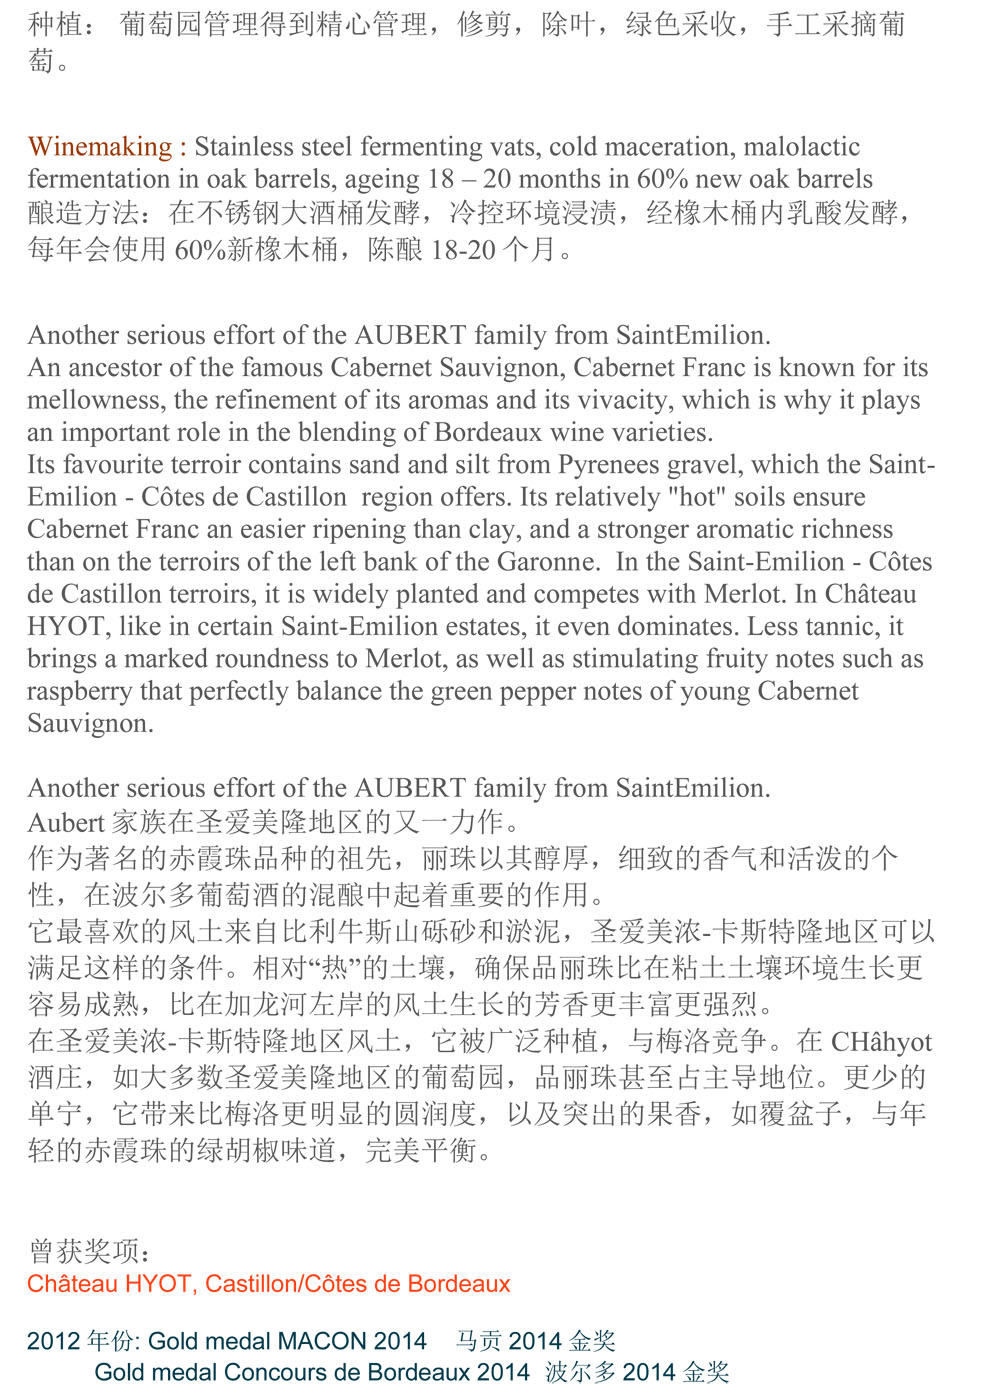 种植： 葡萄园管理得到精心管理，修剪，除叶，绿色采收，手工采摘葡
萄。
Winemaking : Stainless steel fermenting vats, cold maceration, malolactic
fermentation in oak barrels, ageing 18 – 20 months in 60% new oak barrels
酿造方法：在不锈钢大酒桶发酵，冷控环境浸渍，经橡木桶内乳酸发酵，
每年会使用 60%新橡木桶，陈酿 18-20 个月。
Another serious effort of the AUBERT family from SaintEmilion.
An ancestor of the famous Cabernet Sauvignon, Cabernet Franc is known for its
mellowness, the refinement of its aromas and its vivacity, which is why it plays
an important role in the blending of Bordeaux wine varieties.
Its favourite terroir contains sand and silt from Pyrenees gravel, which the Saint-
Emilion - Côtes de Castillon  region offers. Its relatively "hot" soils ensure
Cabernet Franc an easier ripening than clay, and a stronger aromatic richness
than on the terroirs of the left bank of the Garonne.  In the Saint-Emilion - Côtes
de Castillon terroirs, it is widely planted and competes with Merlot. In Château
HYOT, like in certain Saint-Emilion estates, it even dominates. Less tannic, it
brings a marked roundness to Merlot, as well as stimulating fruity notes such as
raspberry that perfectly balance the green pepper notes of young Cabernet
Sauvignon.
Another serious effort of the AUBERT family from SaintEmilion.
Aubert 家族在圣爱美隆地区的又一力作。
作为著名的赤霞珠品种的祖先，丽珠以其醇厚，细致的香气和活泼的个
性，在波尔多葡萄酒的混酿中起着重要的作用。
它最喜欢的风土来自比利牛斯山砾砂和淤泥，圣爱美浓-卡斯特隆地区可以
满足这样的条件。相对“热”的土壤，确保品丽珠比在粘土土壤环境生长更
容易成熟，比在加龙河左岸的风土生长的芳香更丰富更强烈。
在圣爱美浓-卡斯特隆地区风土，它被广泛种植，与梅洛竞争。在 CHâhyot
酒庄，如大多数圣爱美隆地区的葡萄园，品丽珠甚至占主导地位。更少的
单宁，它带来比梅洛更明显的圆润度，以及突出的果香，如覆盆子，与年
轻的赤霞珠的绿胡椒味道，完美平衡。
曾获奖项：
Château HYOT, Castillon/Côtes de Bordeaux
2012 年份: Gold medal MACON 2014    马贡 2014 金奖
Gold medal Concours de Bordeaux 2014  波尔多 2014 金奖